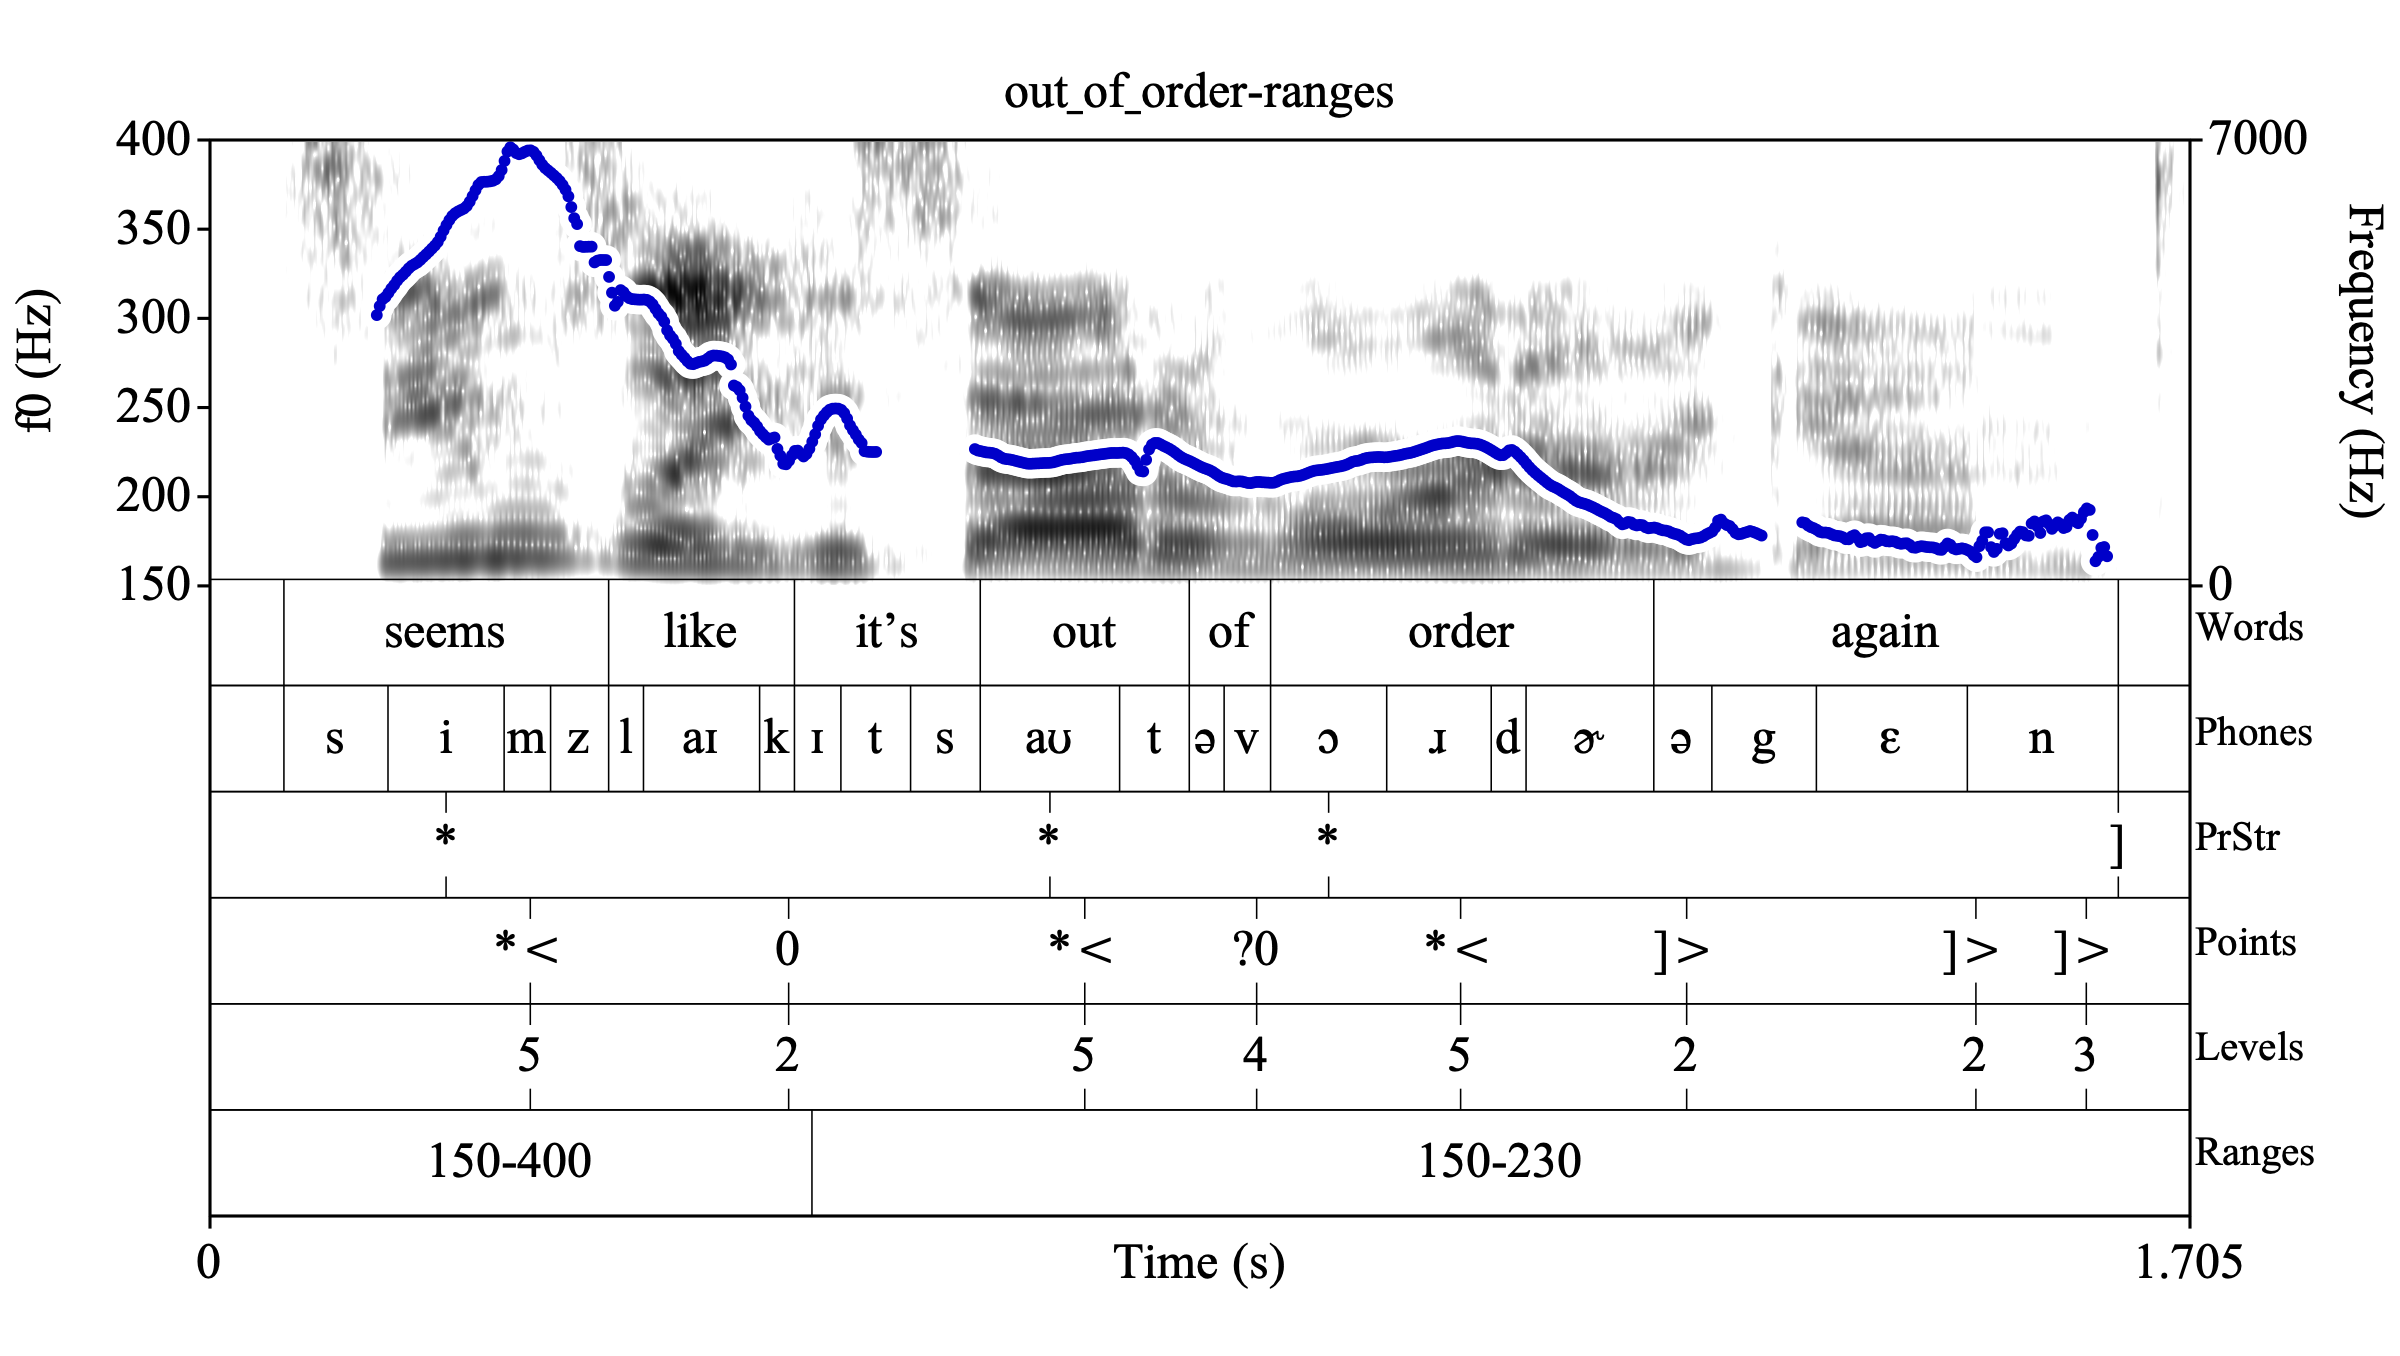 out_of_order-ranges
400
350
300
250
200
150
f0 (Hz)
7000
0
Frequency (Hz)
seems like it’s out of order again Words
s i m z l aɪ k ɪ t s aʊ t ə v ɔ ɹ d ɚ ə g ɛ n Phones
* * * ] PrStr
*< 0 *< ?0 *< ]> ]> ]> Points
5 2 5 4 5 2 2 3 Levels
150-400 150-230 Ranges
0 Time (s) 1.705